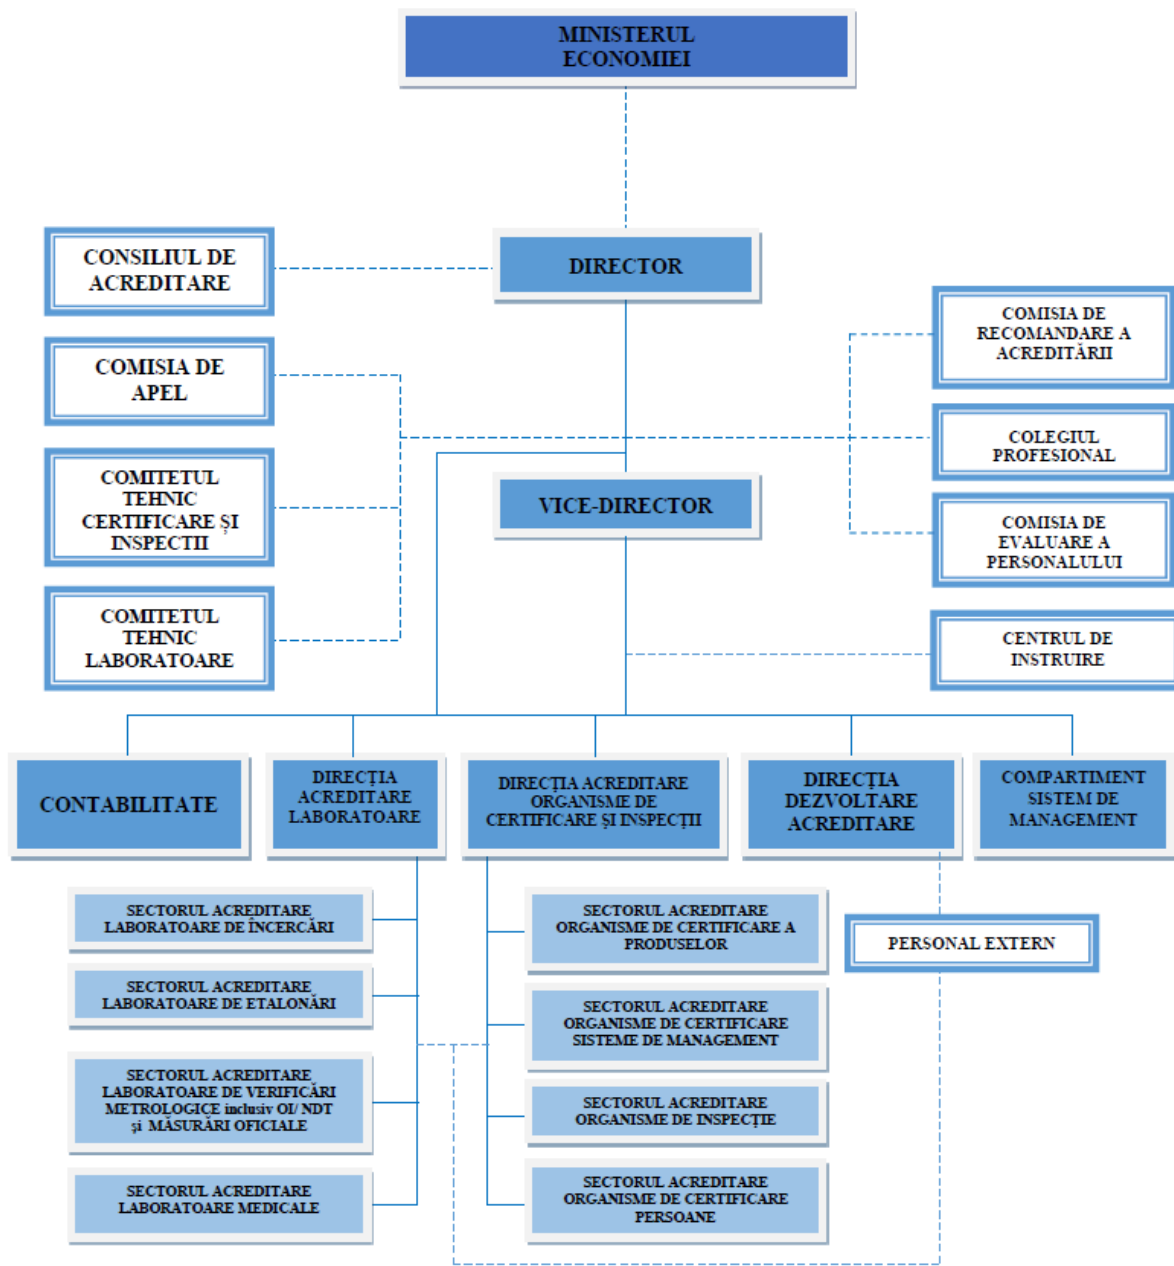 MINISTERUL
ECONOMIEI
CONSILIUL DE
ACREDITARE
DIRECTOR
COMISIA DE
RECOMANDARE A
ACREDITĂRII
COMISIA DE
APEL
COLEGIUL
PROFESIONAL
COMITETUL
TEHNIC
CERTIFICARE ȘI
INSPECTII
VICE-DIRECTOR
COMISIA DE
EVALUARE A
PERSONALULUI
COMITETUL
TEHNIC
LABORATOARE
CENTRUL DE
INSTRUIRE
CONTABILITATE
DIRECȚIA
ACREDITARE
LABORATOARE
DIRECȚIA ACREDITARE
ORGANISME DE
CERTIFICARE ȘI INSPECȚII
DIRECȚIA
DEZVOLTARE
ACREDITARE
COMPARTIMENT
SISTEM DE
MANAGEMENT
SECTORUL ACREDITARE
LABORATOARE DE ÎNCERCĂRI
SECTORUL ACREDITARE
LABORATOARE DE ETALONĂRI
SECTORUL ACREDITARE
LABORATOARE DE VERIFICĂRI
METROLOGICE inclusiv OI/ NDT
și MĂSURĂRI OFICIALE
SECTORUL ACREDITARE
LABORATOARE MEDICALE
SECTORUL ACREDITARE
ORGANISME DE CERTIFICARE A
PRODUSELOR
SECTORUL ACREDITARE
ORGANISME DE CERTIFICARE
SISTEME DE MANAGEMENT
SECTORUL ACREDITARE
ORGANISME DE INSPECȚIE
SECTORUL ACREDITARE
ORGANISME DE CERTIFICARE
PERSOANE
PERSONAL EXTERN